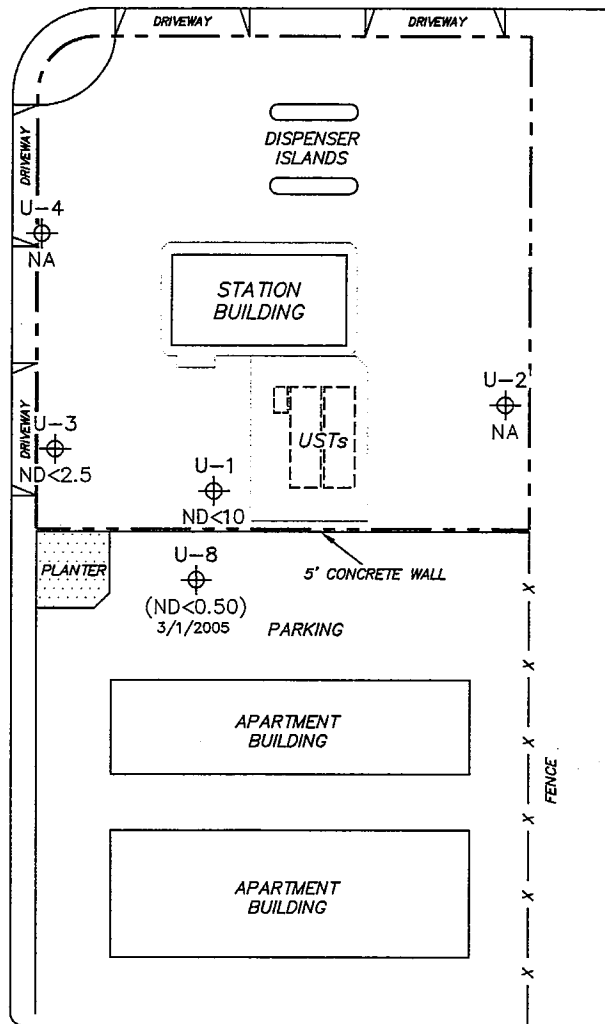 DRIVEWAY
DRIVEWAY
DRIVEWAY
DISPENSER
ISLANDS
U-4
NA
STATION
BUILDING
U-2
NA
USTs
DRIVEWAY
U-3
ND<2.5
U-1
ND<10
PLANTER
U-8
(ND<0.50)
3/1/2005
5' CONCRETE WALL
PARKING
APARTMENT
BUILDING
FENCE
APARTMENT
BUILDING
X
X
X
X
X
X